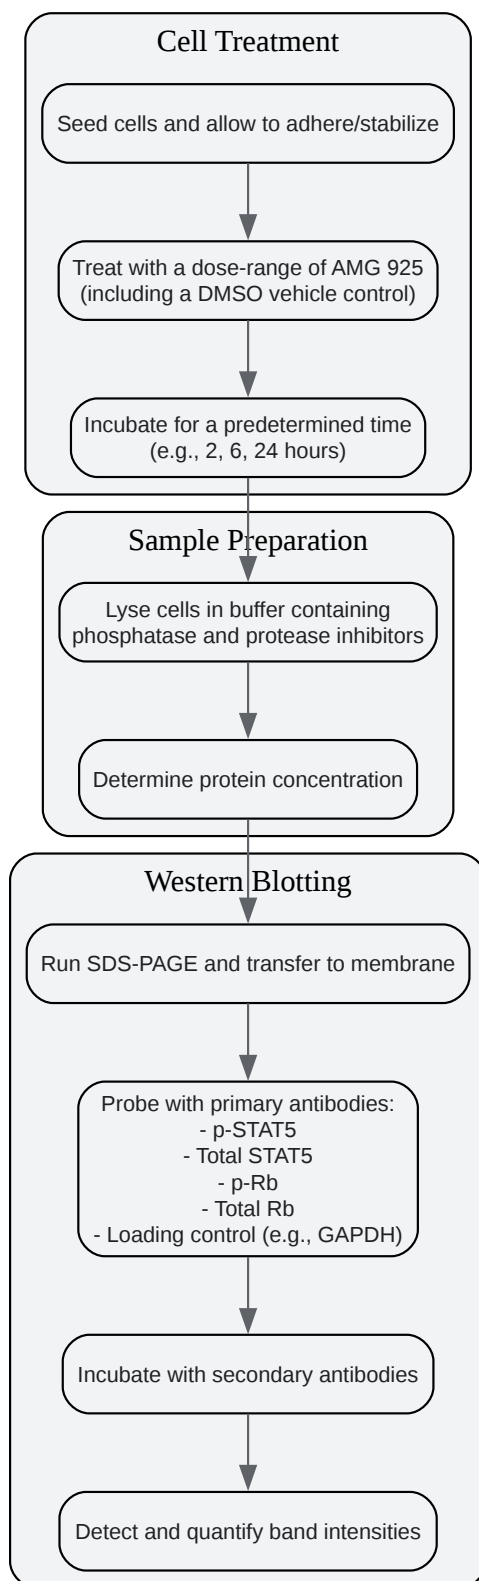 Cell Treatment
Seed cells and allow to adhere/stabilize
Treat with a dose-range of AMG 925
(including a DMSO vehicle control)
Incubate for a predetermined time
(e.g., 2, 6, 24 hours)
Sample Preparation
Lyse cells in buffer containing
phosphatase and protease inhibitors
Determine protein concentration
Western Blotting
Run SDS-PAGE and transfer to membrane
Probe with primary antibodies:
- p-STAT5
- Total STAT5
- p-Rb
- Total Rb
- Loading control (e.g., GAPDH)
Incubate with secondary antibodies
Detect and quantify band intensities